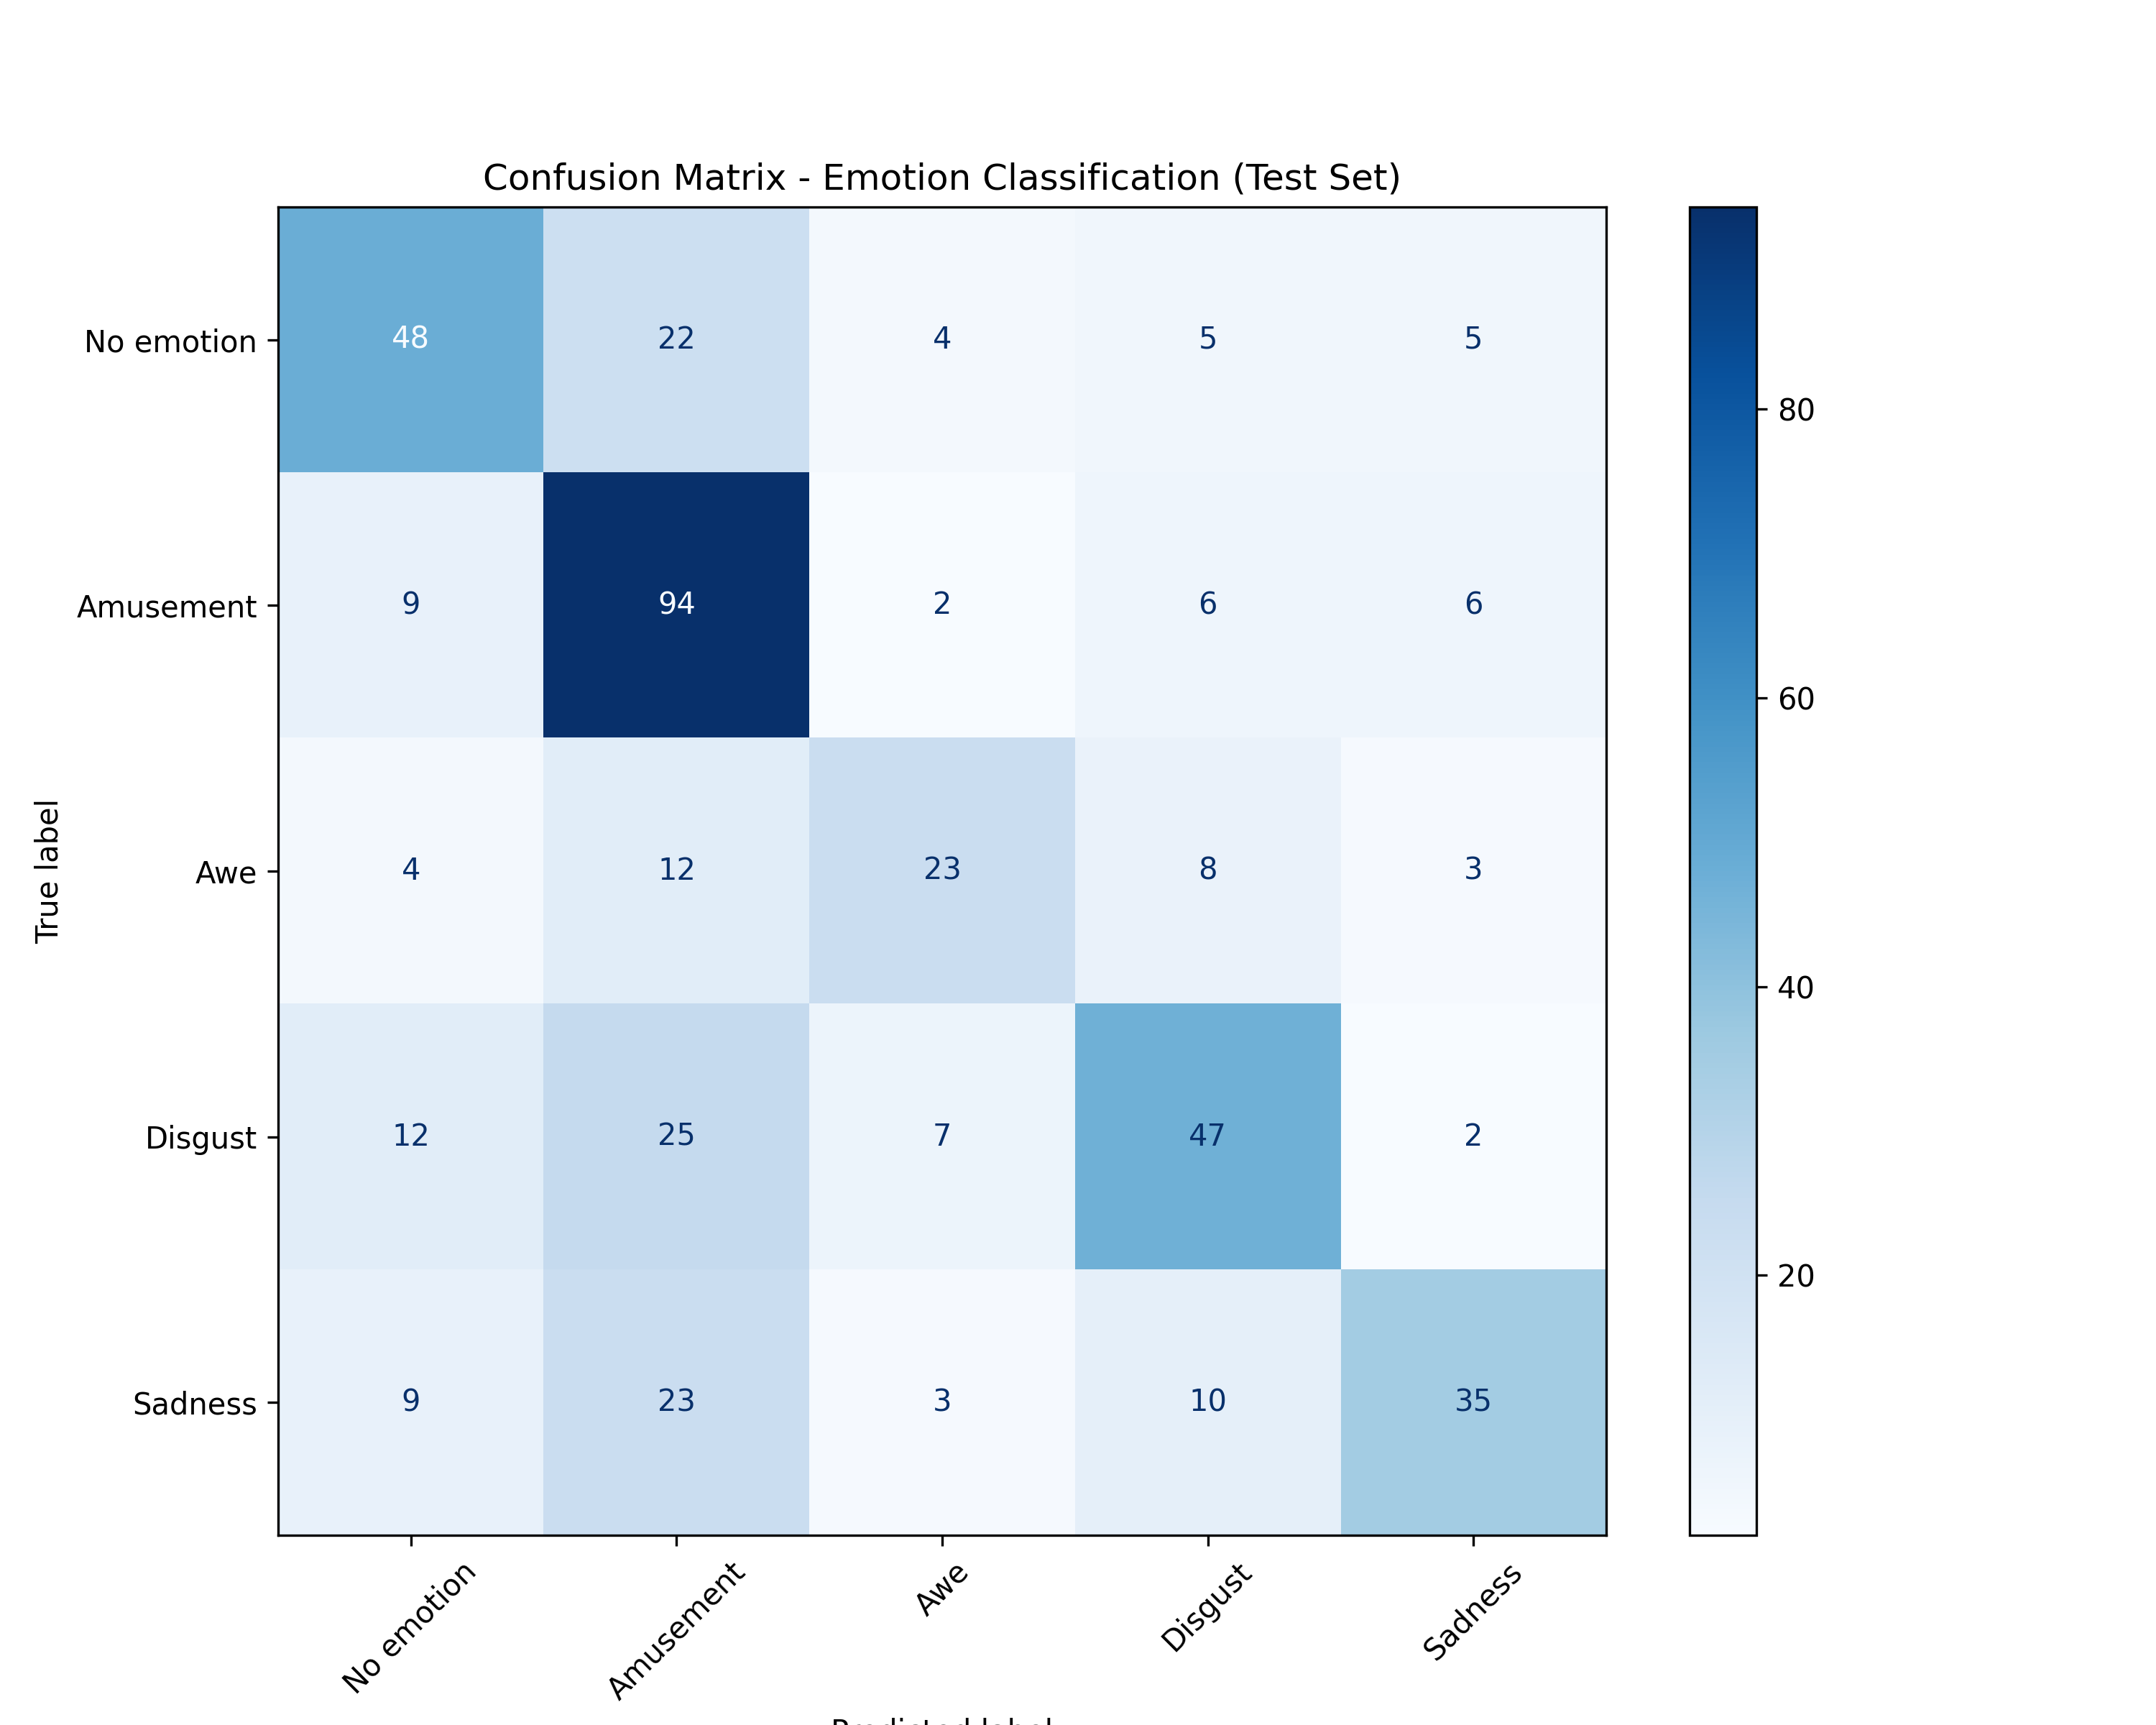 Confusion Matrix - Emotion Classification (Test Set)
No emotion 48 22 4 5 5
Amusement 9 94 2 6 6
Awe 4 12 23 8 3
Disgust 12 25 7 47 2
Sadness 9 23 3 10 35
True label
No emotion Amusement Awe Disgust Sadness
Predicted label
80
60
40
20